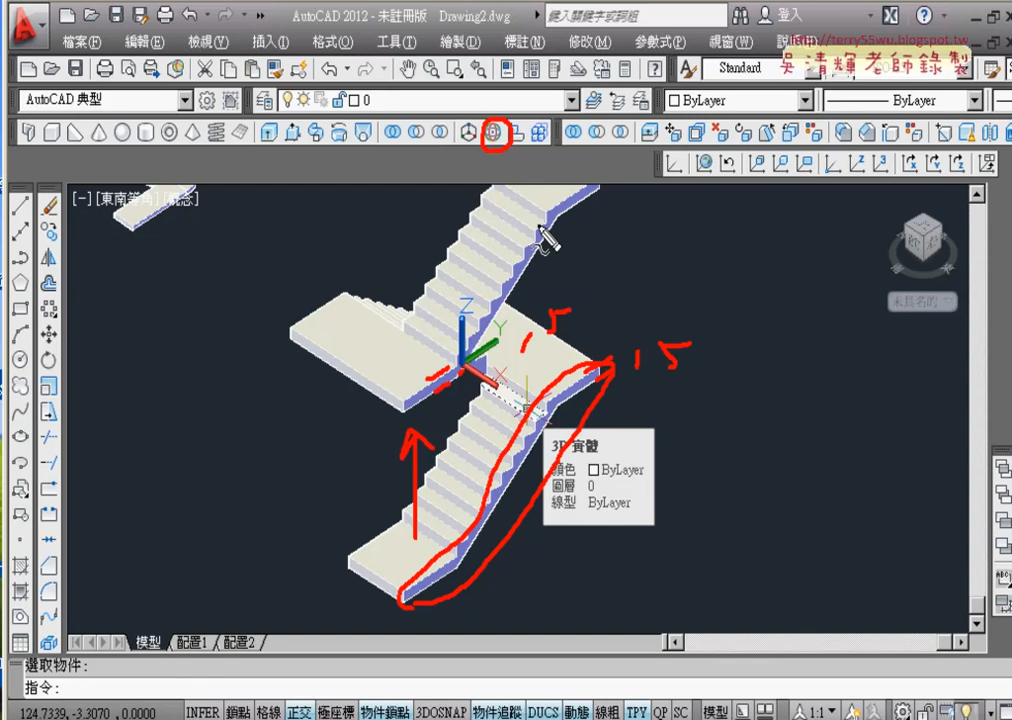 AutoCAD 2012 - 未註冊版 Drawing2.dwg
鍵入關鍵字或詞組
登入
檔案(F) 編輯(E) 檢視(V) 插入(I) 格式(O) 工具(T) 繪製(D) 標註(N) 修改(M) 參數式(P) 視窗(W)
http://terry55wu.blogspot.tw
吳清輝老師錄製
Standard
AutoCAD 典型
0
ByLayer
ByLayer
[−][東南等角][概念]
Z
Y
X
15
15
未具名的
3D 實體
顏色 ByLayer
圖層 0
線型 ByLayer
模型 配置1 配置2
選取物件:
指令:
124.7339, -3.3070, 0.0000
INFER 鎖點 格線 正交 極座標 物件鎖點 3DOSNAP 物件追蹤 DUCS 動態 線粗 TPY QP SC 模型 1:1